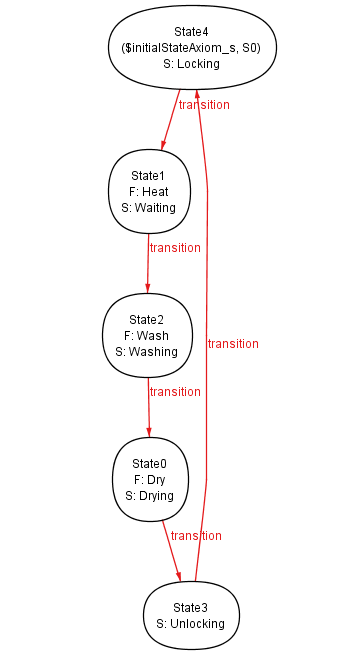 State4
($initialStateAxiom_s, S0)
S: Locking
transition
State1
F: Heat
S: Waiting
transition
State2
F: Wash
S: Washing
transition
transition
State0
F: Dry
S: Drying
transition
State3
S: Unlocking